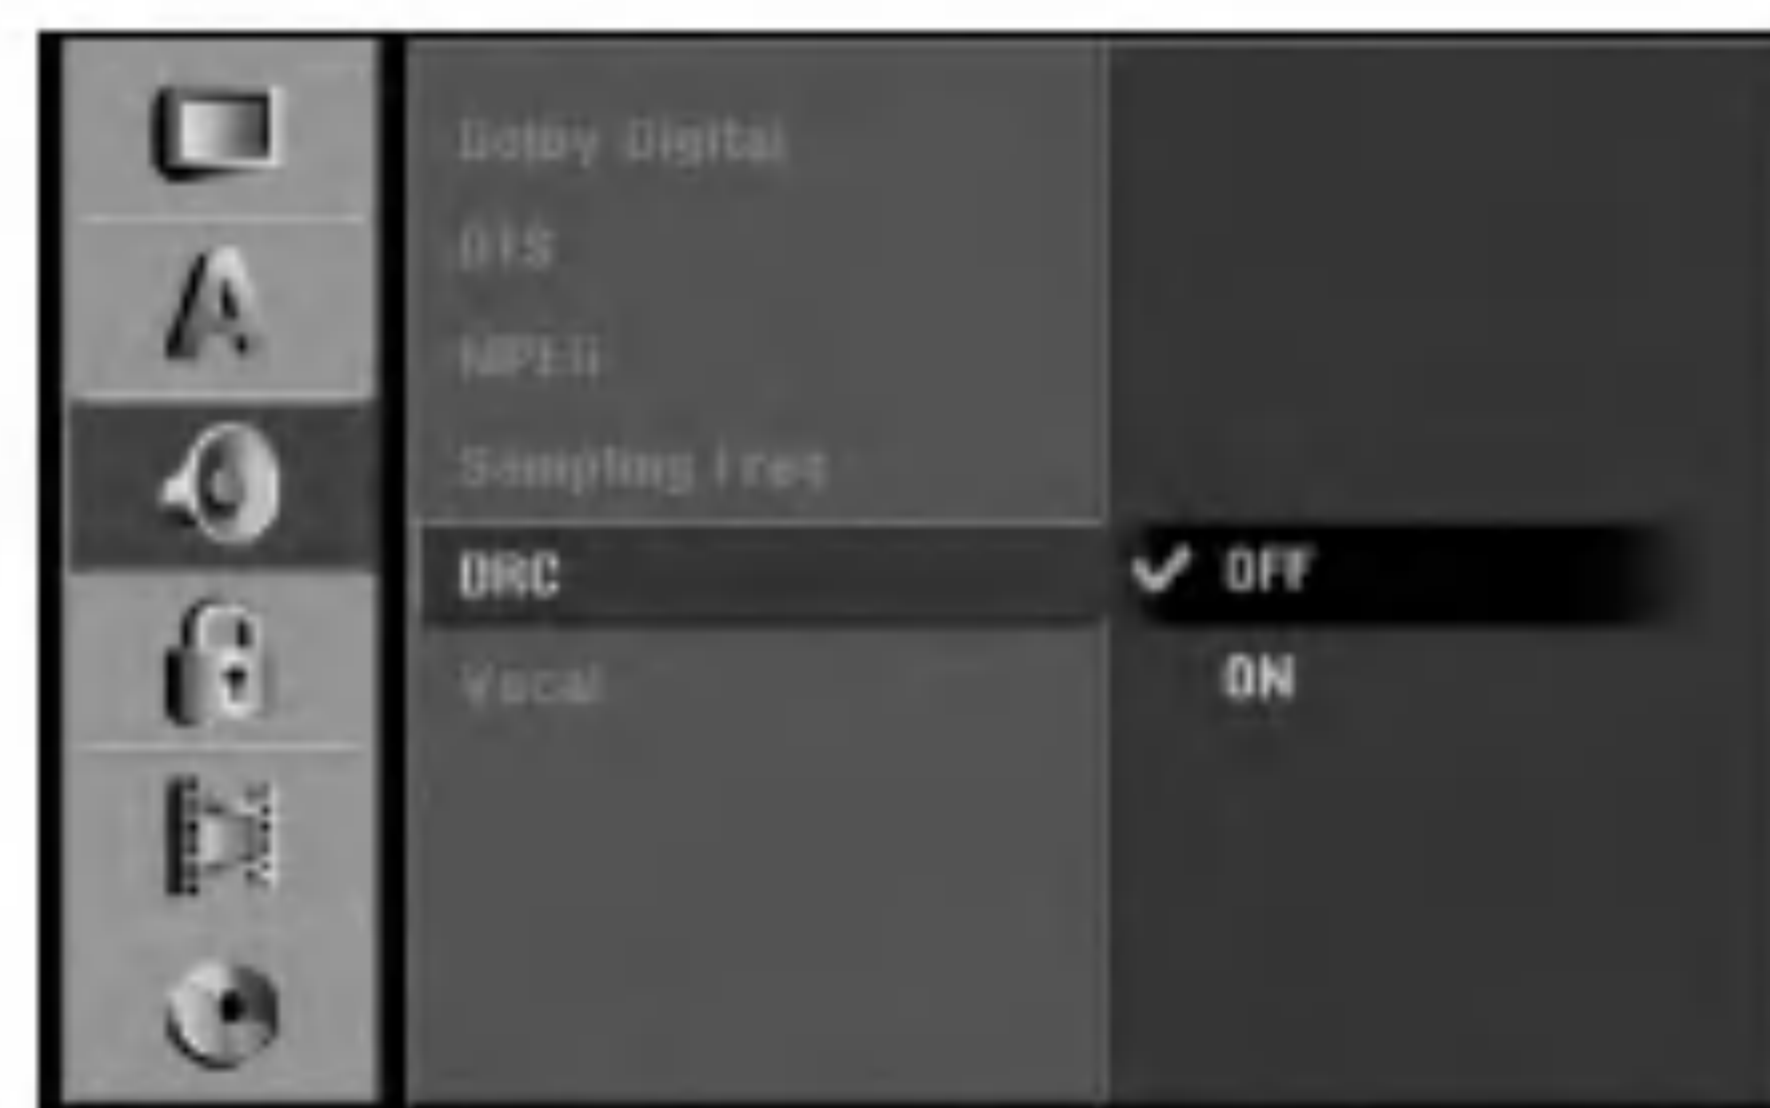 Dolby Digital
DTS
MPEG
Sampling Freq
DRC
OFF
ON
Vocal